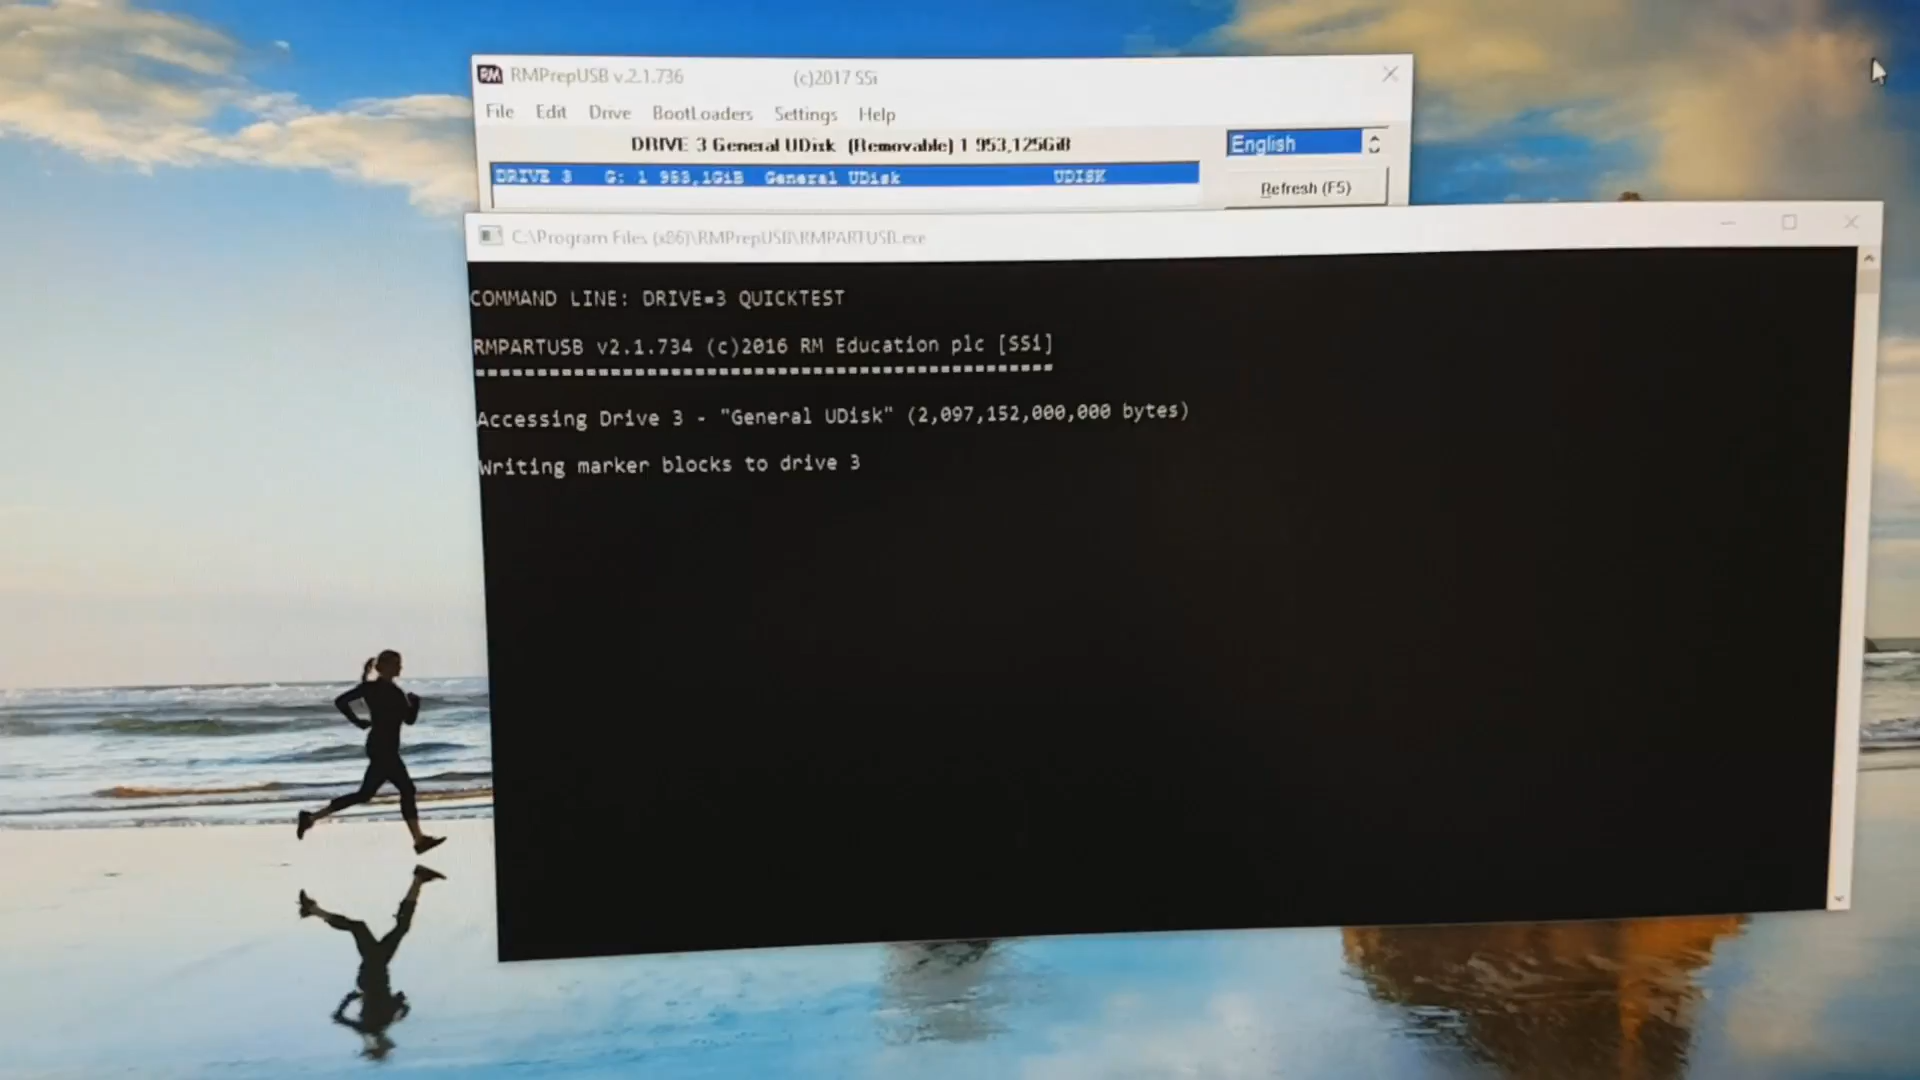 RM RMPrepUSB v.2.1.736 (c)2017 SSi
File Edit Drive BootLoaders Settings Help
DRIVE 3 General UDisk (Removable) 1 953,125GiB
English
DRIVE 3 G: 1 953,1GiB General UDisk UDISK
Refresh (F5)
C:\Program Files (x86)\RMPrepUSB\RMPARTUSB.exe
COMMAND LINE: DRIVE=3 QUICKTEST
RMPARTUSB v2.1.734 (c)2016 RM Education plc [SSi]
================================================
Accessing Drive 3 - "General UDisk" (2,097,152,000,000 bytes)
Writing marker blocks to drive 3